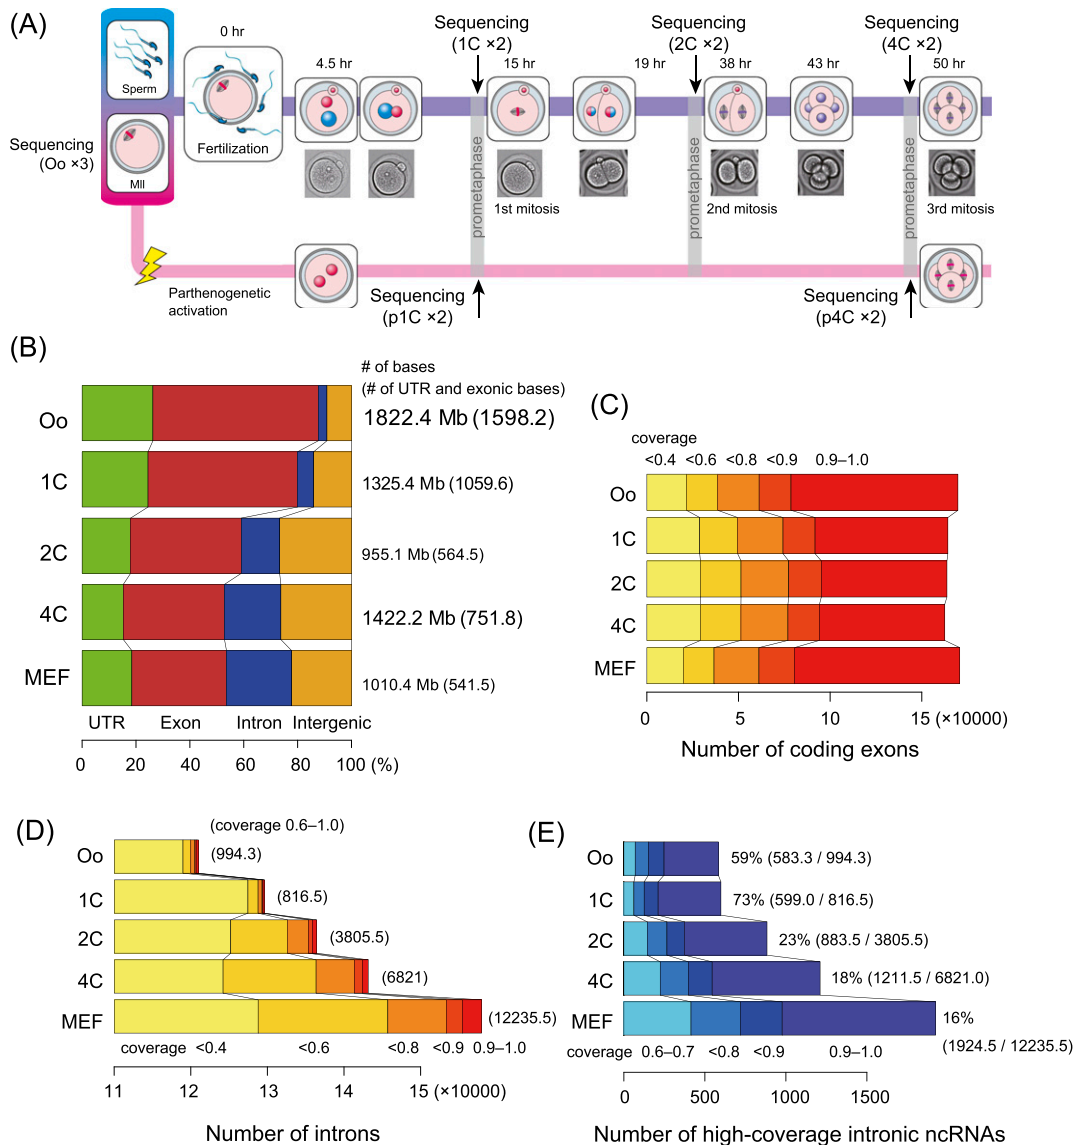 (A)
0 hr
Sequencing
(1C ×2)
Sequencing
(2C ×2)
Sequencing
(4C ×2)
4.5 hr
15 hr
19 hr
38 hr
43 hr
50 hr
Sperm
Sequencing
(Oo ×3)
MII
Fertilization
prometaphase
prometaphase
prometaphase
1st mitosis
2nd mitosis
3rd mitosis
Parthenogenetic
activation
Sequencing
(p1C ×2)
Sequencing
(p4C ×2)
(B)
# of bases
(# of UTR and exonic bases)
Oo
1822.4 Mb (1598.2)
1C
1325.4 Mb (1059.6)
2C
955.1 Mb (564.5)
4C
1422.2 Mb (751.8)
MEF
1010.4 Mb (541.5)
UTR Exon Intron Intergenic
0 20 40 60 80 100 (%)
(C)
coverage
<0.4 <0.6 <0.8 <0.9 0.9–1.0
Oo
1C
2C
4C
MEF
0 5 10 15 (×10000)
Number of coding exons
(D)
(coverage 0.6–1.0)
Oo (994.3)
1C (816.5)
2C (3805.5)
4C (6821)
MEF (12235.5)
coverage <0.4 <0.6 <0.8 <0.9 0.9–1.0
11 12 13 14 15 (×10000)
Number of introns
(E)
Oo 59% (583.3 / 994.3)
1C 73% (599.0 / 816.5)
2C 23% (883.5 / 3805.5)
4C 18% (1211.5 / 6821.0)
MEF 16%
(1924.5 / 12235.5)
coverage 0.6–0.7 <0.8 <0.9 0.9–1.0
0 500 1000 1500
Number of high-coverage intronic ncRNAs